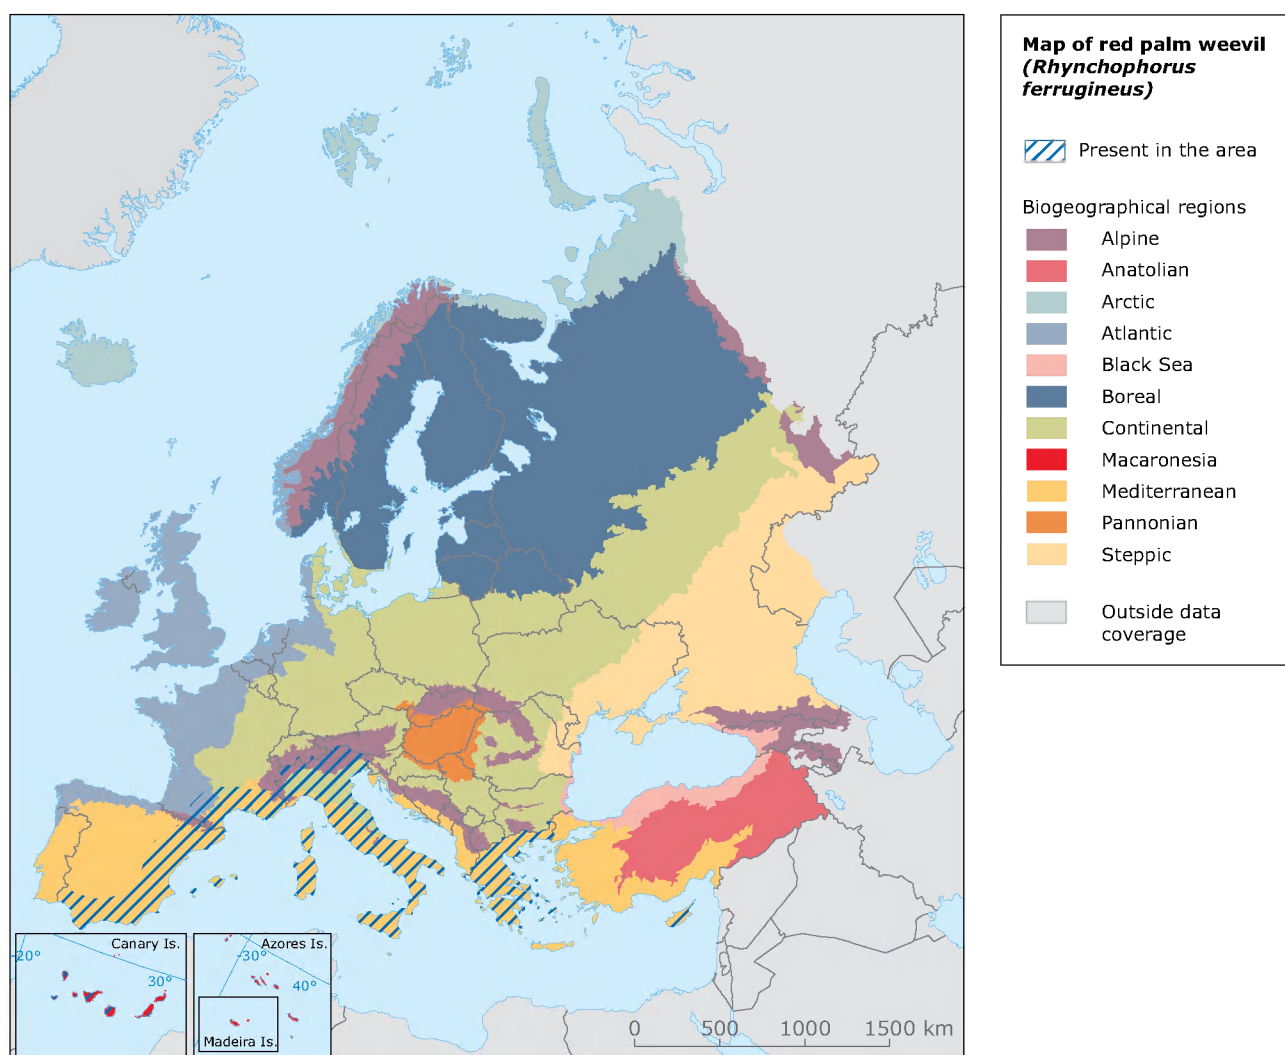 Map of red palm weevil
(Rhynchophorus
ferrugineus)
Present in the area
Biogeographical regions
Alpine
Anatolian
Arctic
Atlantic
Black Sea
Boreal
Continental
Macaronesia
Mediterranean
Pannonian
Steppic
Outside data
coverage
Canary Is.
-20°
30°
Azores Is.
-30°
40°
Madeira Is.
0 500 1000 1500 km